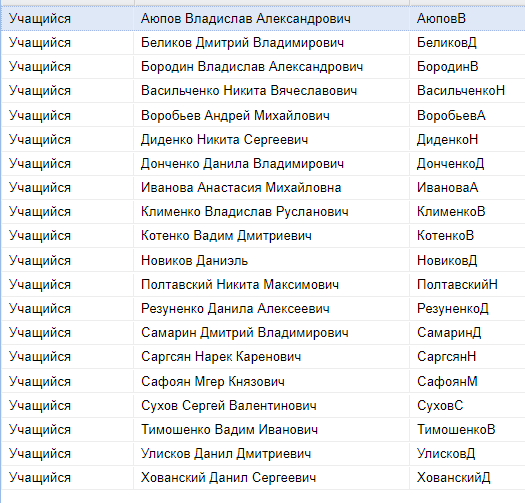 Учащийся Аюпов Владислав Александрович АюповВ
Учащийся Беликов Дмитрий Владимирович БеликовД
Учащийся Бородин Владислав Александрович БородинВ
Учащийся Васильченко Никита Вячеславович ВасильченкоН
Учащийся Воробьев Андрей Михайлович ВоробьевА
Учащийся Диденко Никита Сергеевич ДиденкоН
Учащийся Донченко Данила Владимирович ДонченкоД
Учащийся Иванова Анастасия Михайловна ИвановаА
Учащийся Клименко Владислав Русланович КлименкоВ
Учащийся Котенко Вадим Дмитриевич КотенкоВ
Учащийся Новиков Даниэль НовиковД
Учащийся Полтавский Никита Максимович ПолтавскийН
Учащийся Резуненко Данила Алексеевич РезуненкоД
Учащийся Самарин Дмитрий Владимирович СамаринД
Учащийся Саргсян Нарек Каренович СаргсянН
Учащийся Сафоян Мгер Князович СафоянМ
Учащийся Сухов Сергей Валентинович СуховС
Учащийся Тимошенко Вадим Иванович ТимошенкоВ
Учащийся Улисков Данил Дмитриевич УлисковД
Учащийся Хованский Данил Сергеевич ХованскийД